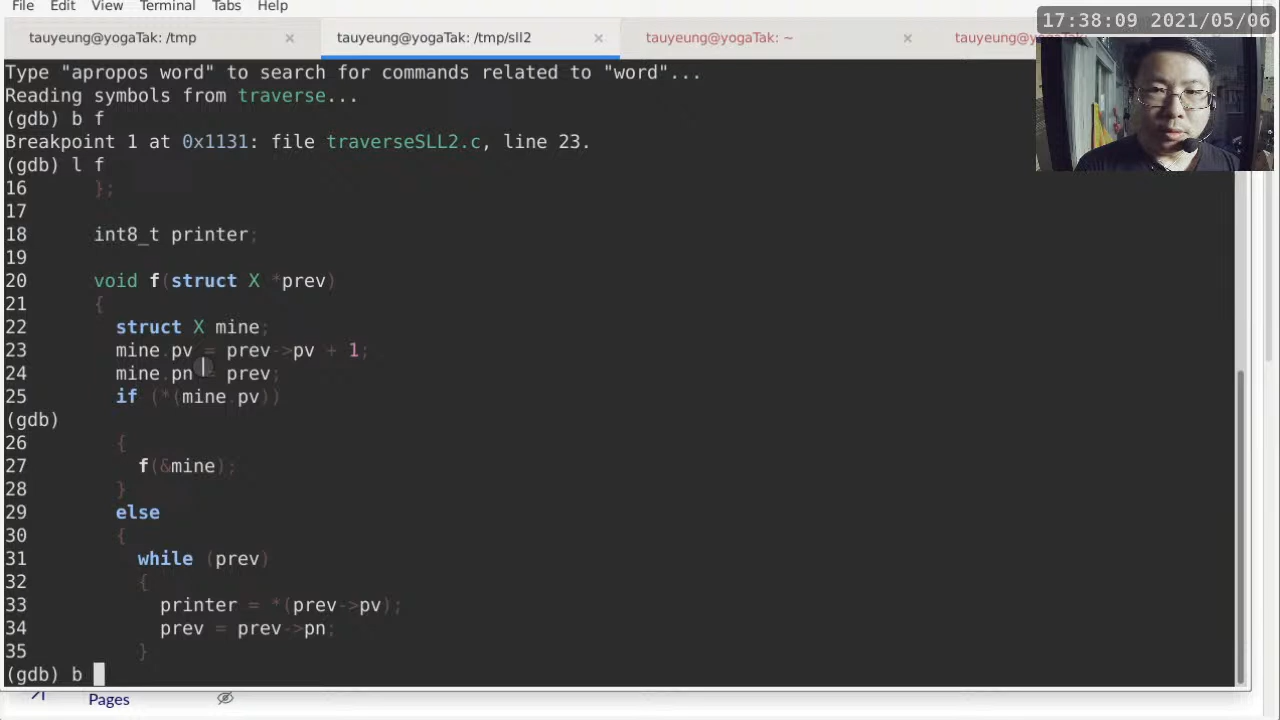 File Edit View Terminal Tabs Help
17:38:09 2021/05/06
tauyeung@yogaTak: /tmp
tauyeung@yogaTak: /tmp/sll2
tauyeung@yogaTak: ~
tauyeung@yogaTak:
Type "apropos word" to search for commands related to "word"...
Reading symbols from traverse...
(gdb) b f
Breakpoint 1 at 0x1131: file traverseSLL2.c, line 23.
(gdb) l f
16 };
17
18 int8_t printer;
19
20 void f(struct X *prev)
21 {
22 struct X mine;
23 mine.pv = prev->pv + 1;
24 mine.pn = prev;
25 if (*(mine.pv))
(gdb)
26 {
27 f(&mine);
28 }
29 else
30 {
31 while (prev)
32 {
33 printer = *(prev->pv);
34 prev = prev->pn;
35 }
(gdb) b
Pages